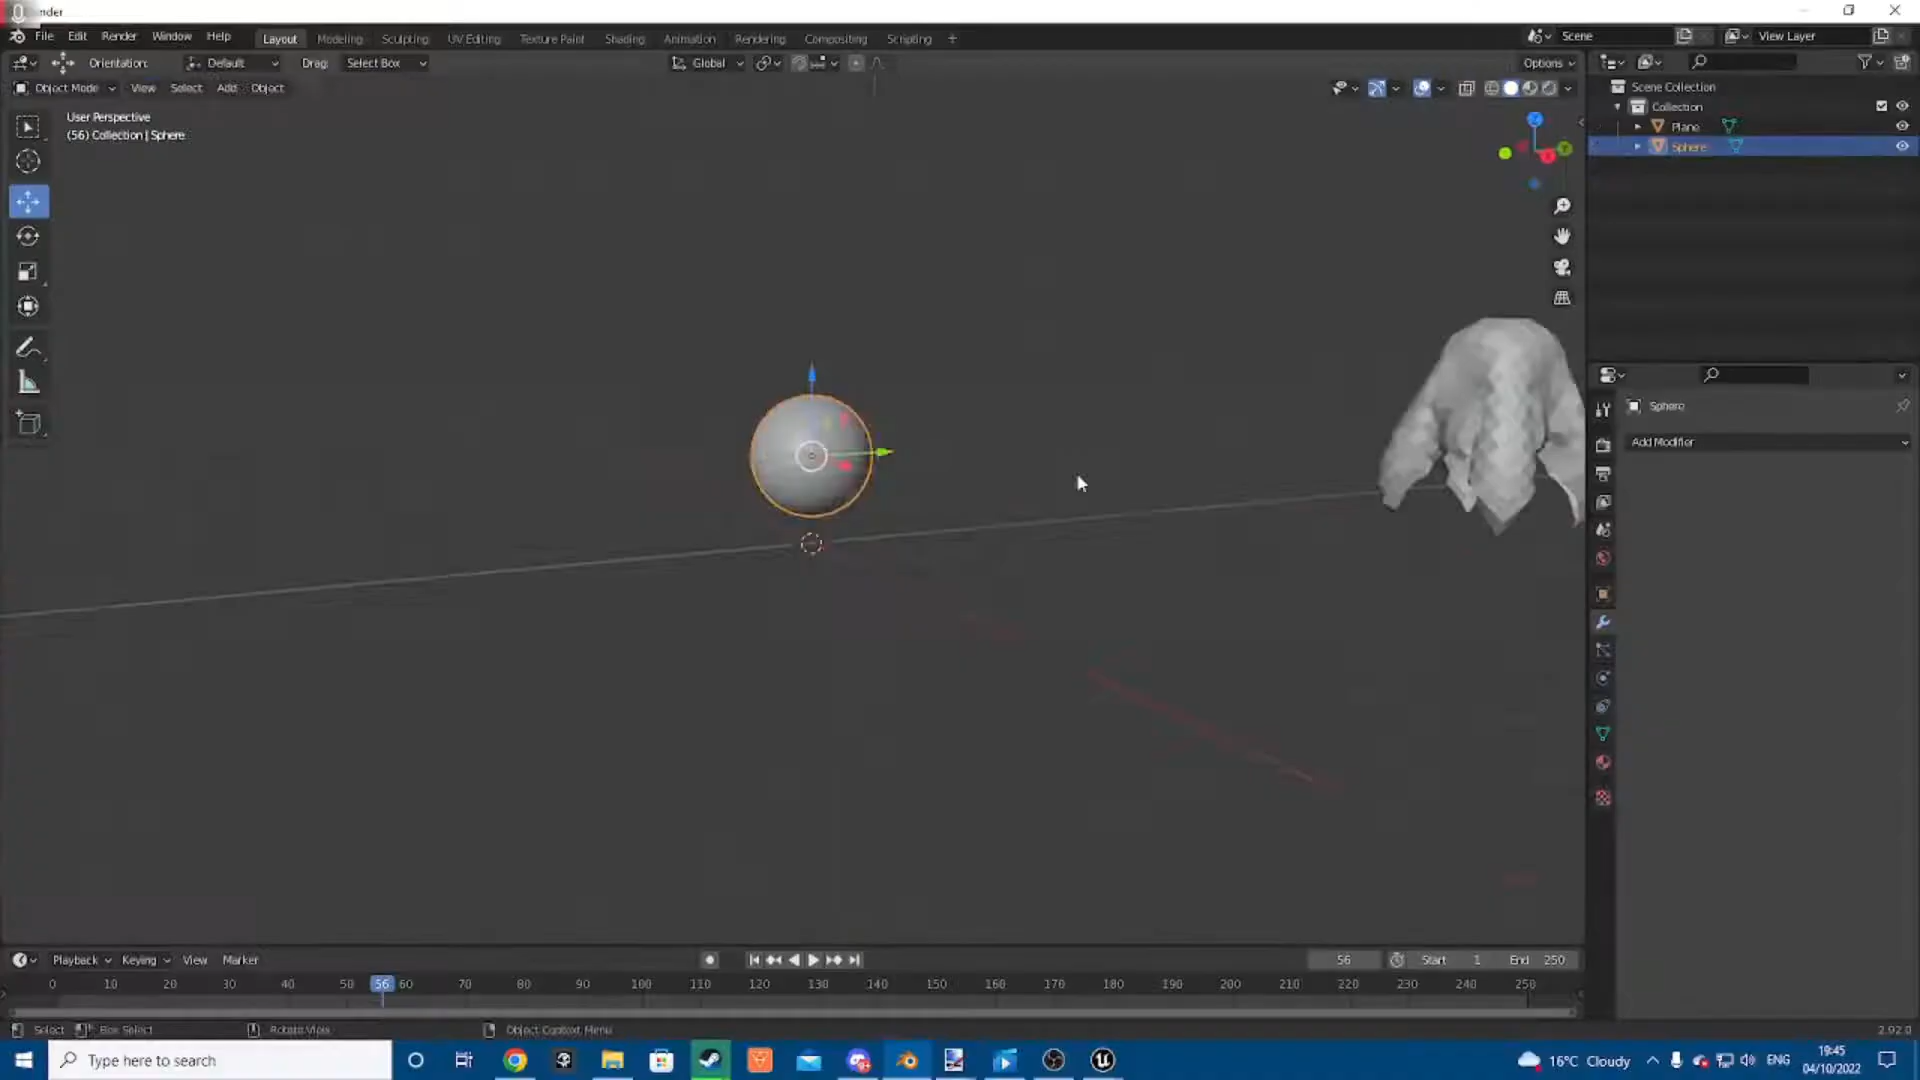 ender
File Edit Render Window Help Layout Modeling Sculpting UV Editing Texture Paint Shading Animation Rendering Compositing Scripting + Scene View Layer
Orientation: Default Drag: Select Box Global Options
Object Mode View Select Add Object
User Perspective
(56) Collection | Sphere
Scene Collection
Collection
Plane
Sphere
Sphere
Add Modifier
Playback Keying View Marker 56 Start 1 End 250
0 10 20 30 40 50 56 60 70 80 90 100 110 120 130 140 150 160 170 180 190 200 210 220 230 240 250
Select Box Select Rotate View Object Context Menu 2.92.0
Type here to search 16°C Cloudy ENG 19:45
04/10/2022